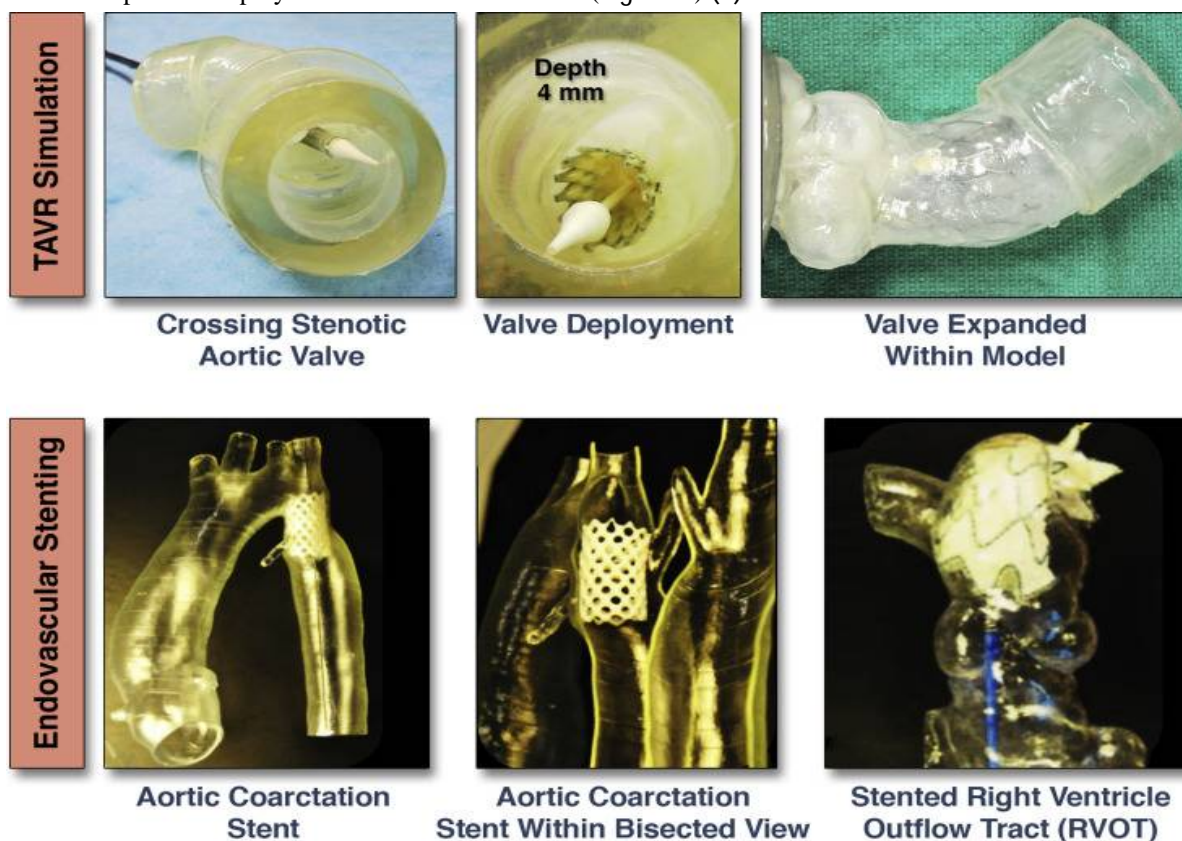 TAVR Simulation
Depth
4 mm
Crossing Stenotic
Aortic Valve
Valve Deployment
Valve Expanded
Within Model
Endovascular Stenting
Aortic Coarctation
Stent
Aortic Coarctation
Stent Within Bisected View
Stented Right Ventricle
Outflow Tract (RVOT)